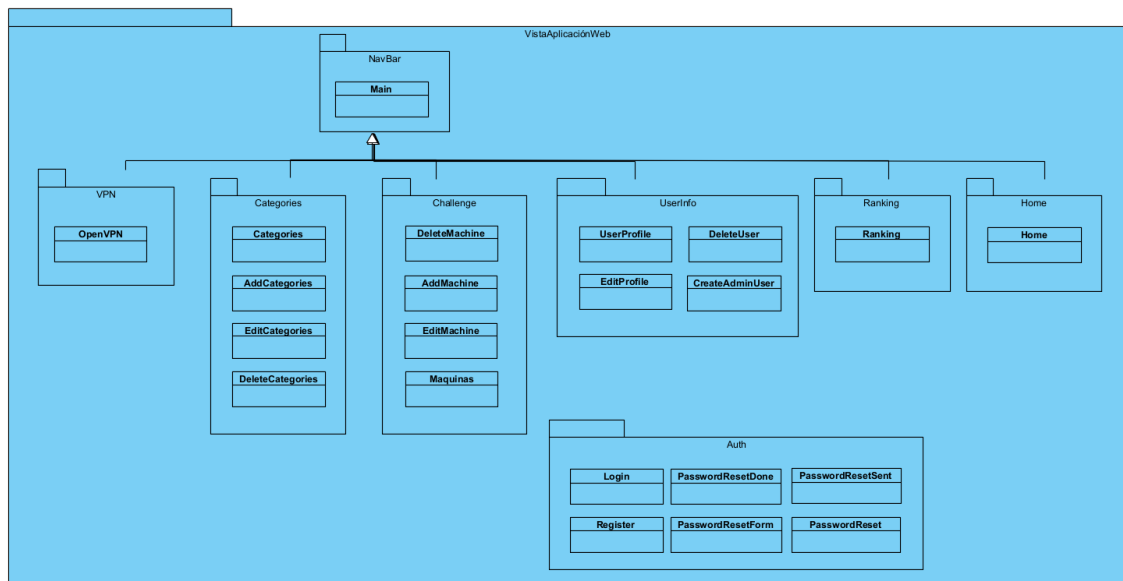 VistaAplicaciónWeb
NavBar
Main
VPN
OpenVPN
Categories
Categories
AddCategories
EditCategories
DeleteCategories
Challenge
DeleteMachine
AddMachine
EditMachine
Maquinas
UserInfo
UserProfile
DeleteUser
EditProfile
CreateAdminUser
Ranking
Ranking
Home
Home
Auth
Login
PasswordResetDone
PasswordResetSent
Register
PasswordResetForm
PasswordReset